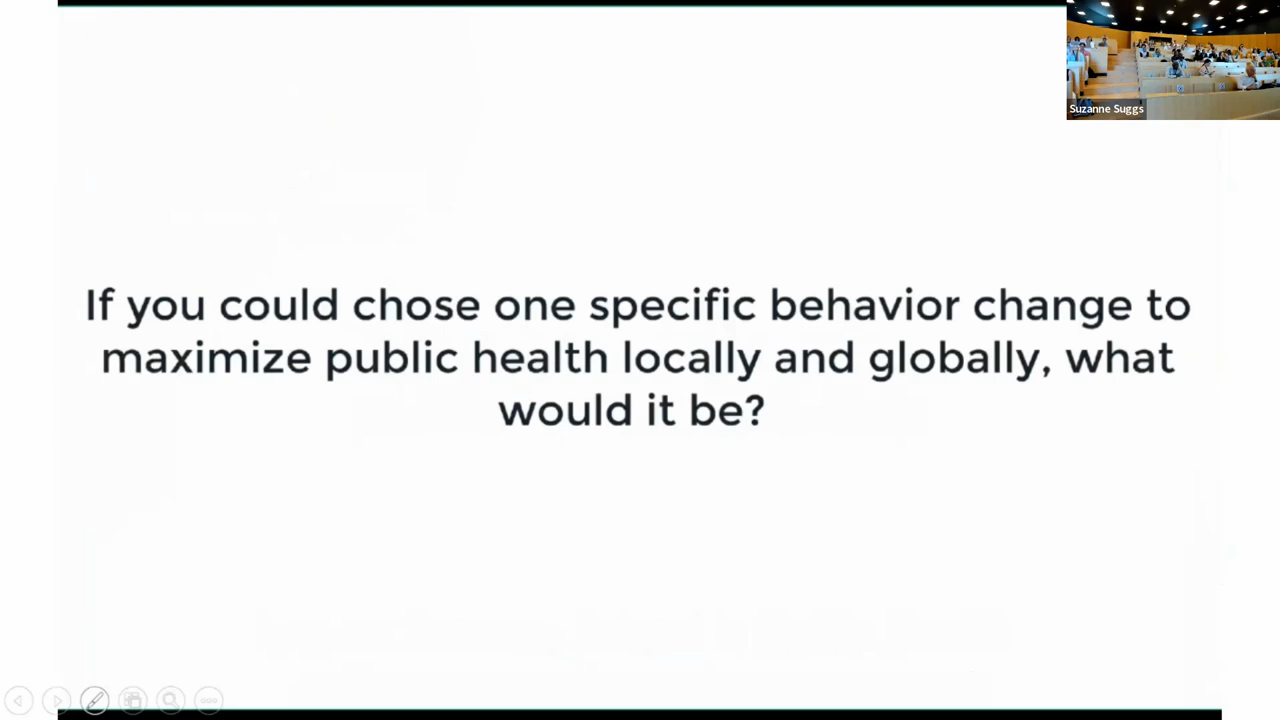 Suzanne Suggs
If you could chose one specific behavior change to
maximize public health locally and globally, what
would it be?